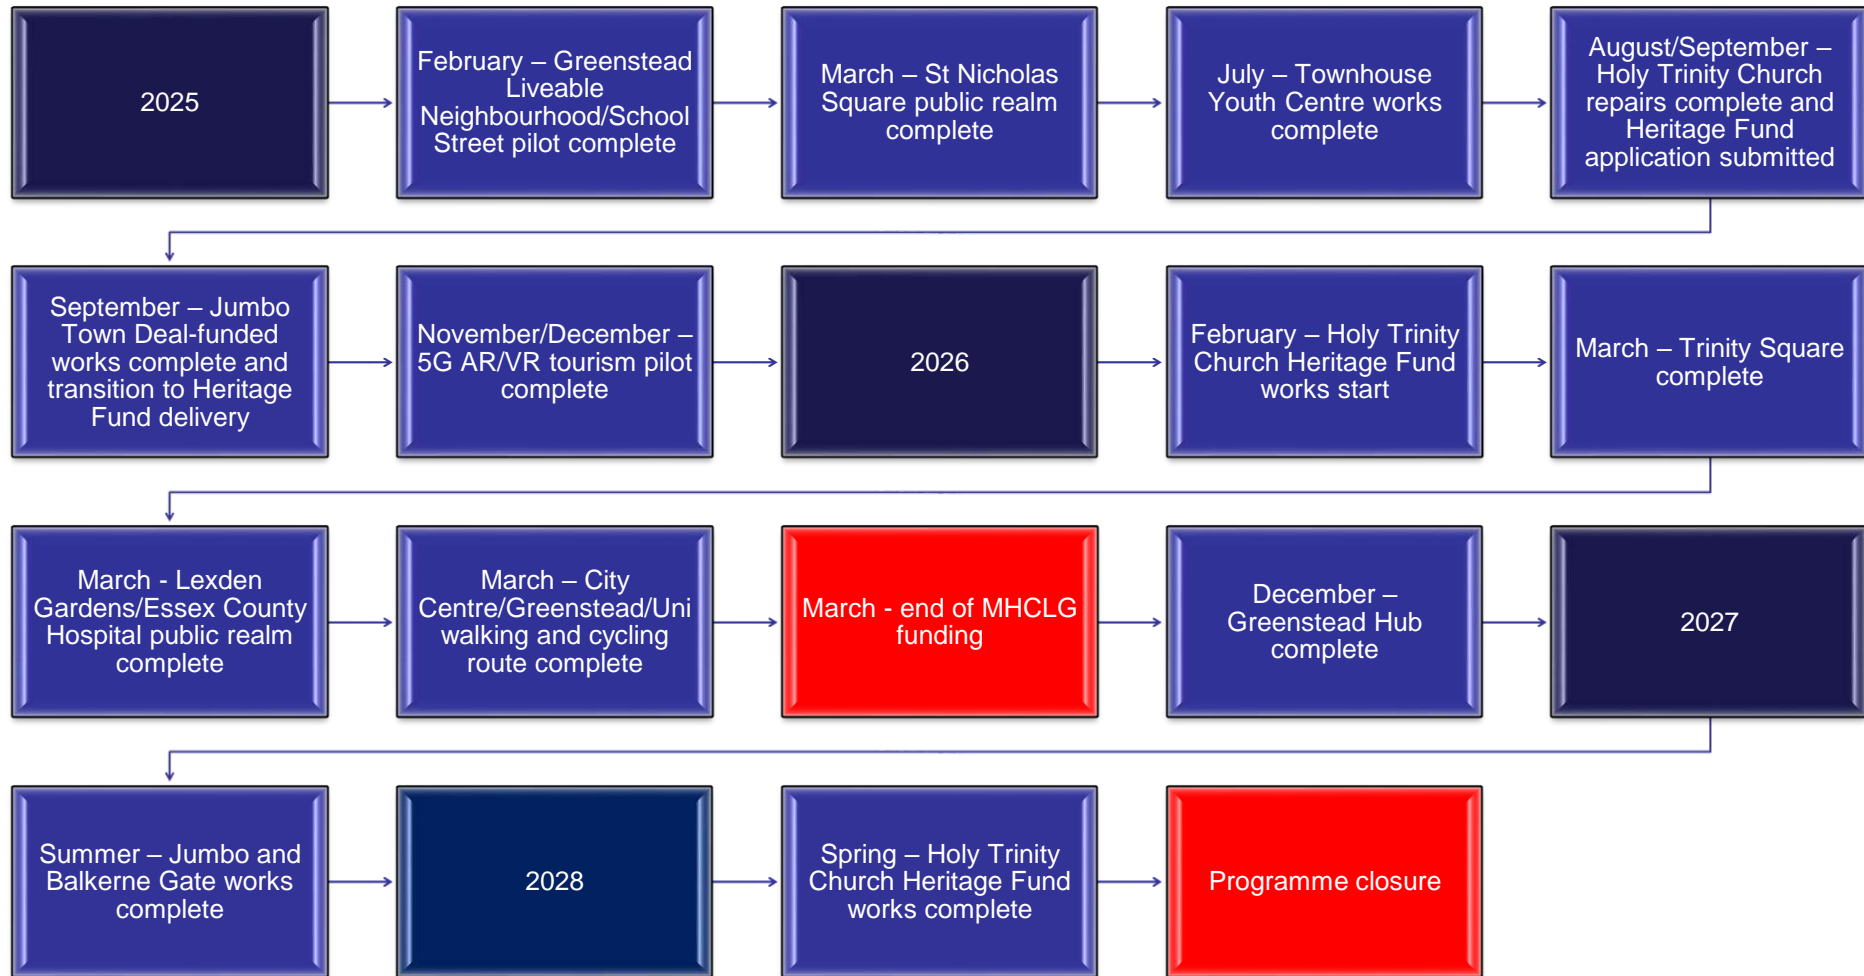 2025
February – Greenstead
Liveable
Neighbourhood/School
Street pilot complete
March – St Nicholas
Square public realm
complete
July – Townhouse
Youth Centre works
complete
August/September –
Holy Trinity Church
repairs complete and
Heritage Fund
application submitted
September – Jumbo
Town Deal-funded
works complete and
transition to Heritage
Fund delivery
November/December –
5G AR/VR tourism pilot
complete
2026
February – Holy Trinity
Church Heritage Fund
works start
March – Trinity Square
complete
March - Lexden
Gardens/Essex County
Hospital public realm
complete
March – City
Centre/Greenstead/Uni
walking and cycling
route complete
March - end of MHCLG
funding
December –
Greenstead Hub
complete
2027
Summer – Jumbo and
Balkerne Gate works
complete
2028
Spring – Holy Trinity
Church Heritage Fund
works complete
Programme closure